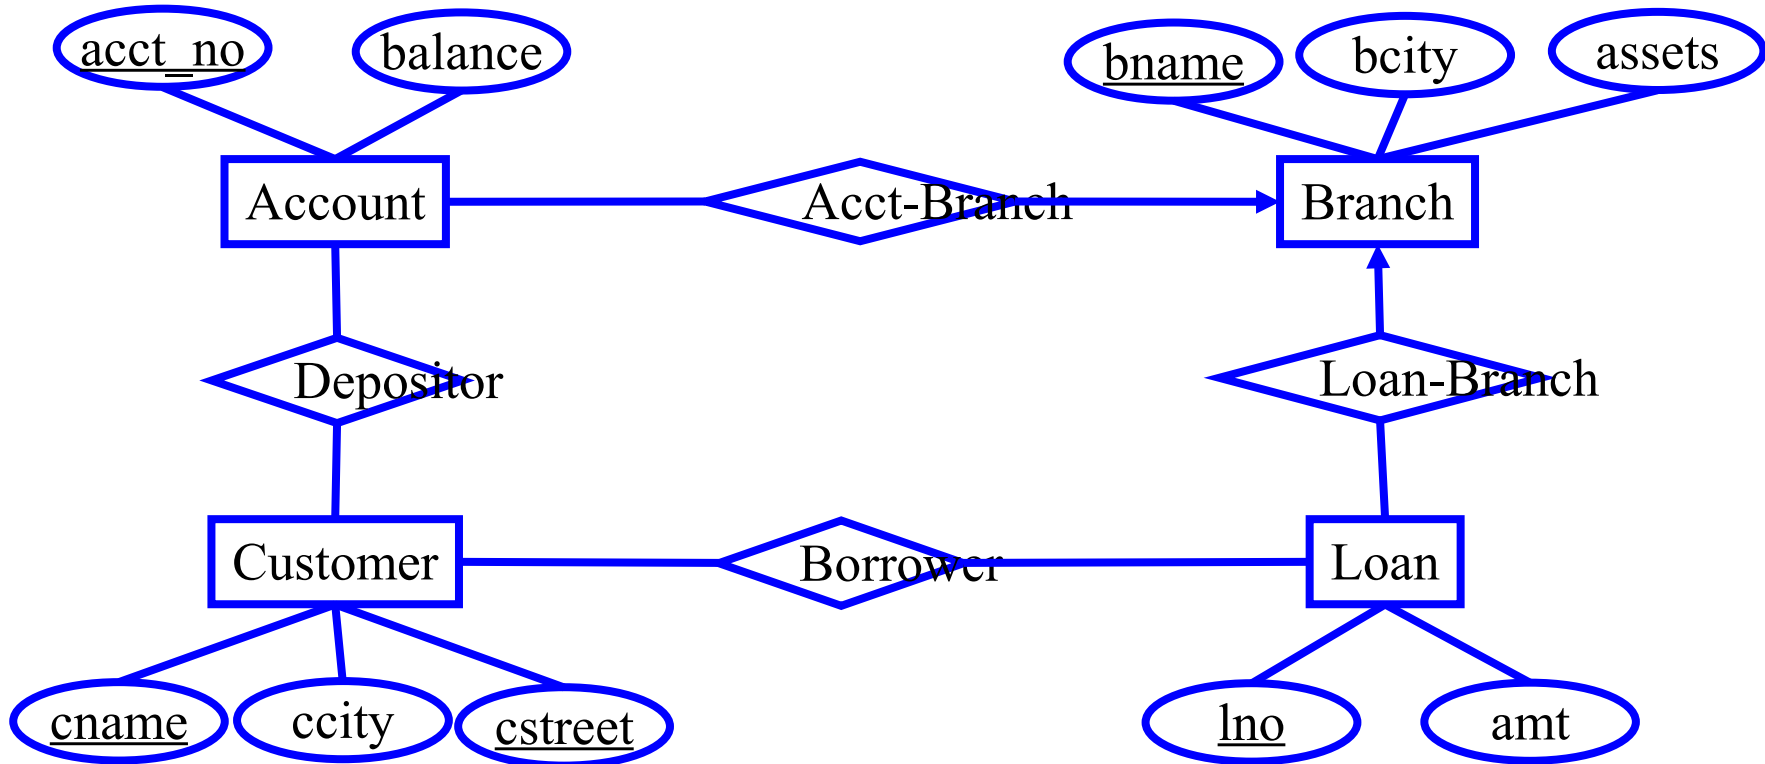 acct_no
balance
bname
bcity
assets
Account
Acct-Branch
Branch
Depositor
Loan-Branch
Customer
Borrower
Loan
cname
ccity
cstreet
lno
amt